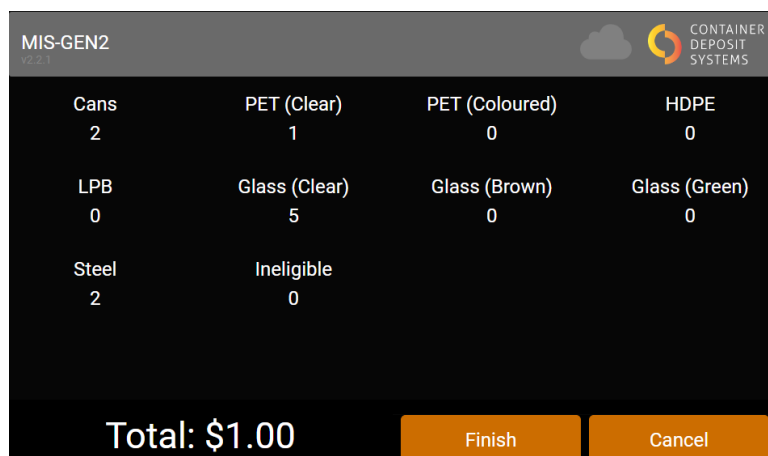 MIS-GEN2
v2.2.1
CONTAINER
DEPOSIT
SYSTEMS
Cans PET (Clear) PET (Coloured) HDPE
2 1 0 0
LPB Glass (Clear) Glass (Brown) Glass (Green)
0 5 0 0
Steel Ineligible
2 0
Total: $1.00 Finish Cancel